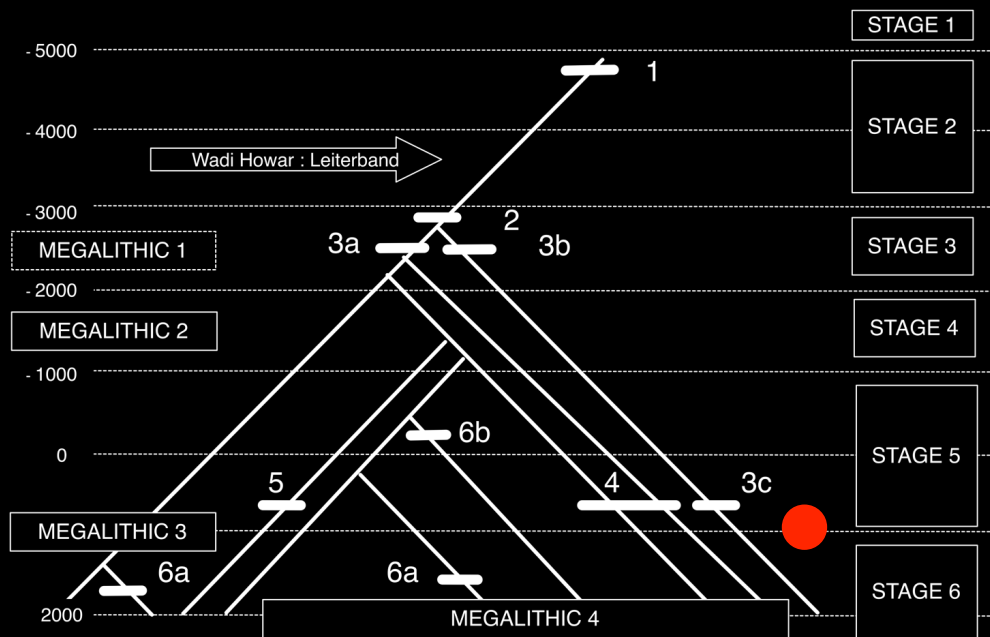 STAGE 1
- 5000
1
STAGE 2
- 4000
Wadi Howar : Leiterband
- 3000
2
3a
3b
STAGE 3
MEGALITHIC 1
- 2000
MEGALITHIC 2
STAGE 4
- 1000
6b
0
STAGE 5
5
4
3c
MEGALITHIC 3
6a
6a
STAGE 6
2000
MEGALITHIC 4